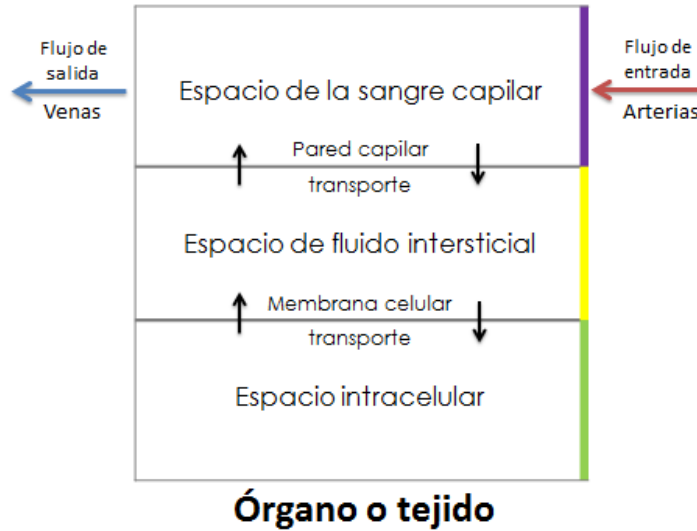 Flujo de
salida
Venas
Espacio de la sangre capilar
Flujo de
entrada
Arterias
Pared capilar
transporte
Espacio de fluido intersticial
Membrana celular
transporte
Espacio intracelular
Órgano o tejido